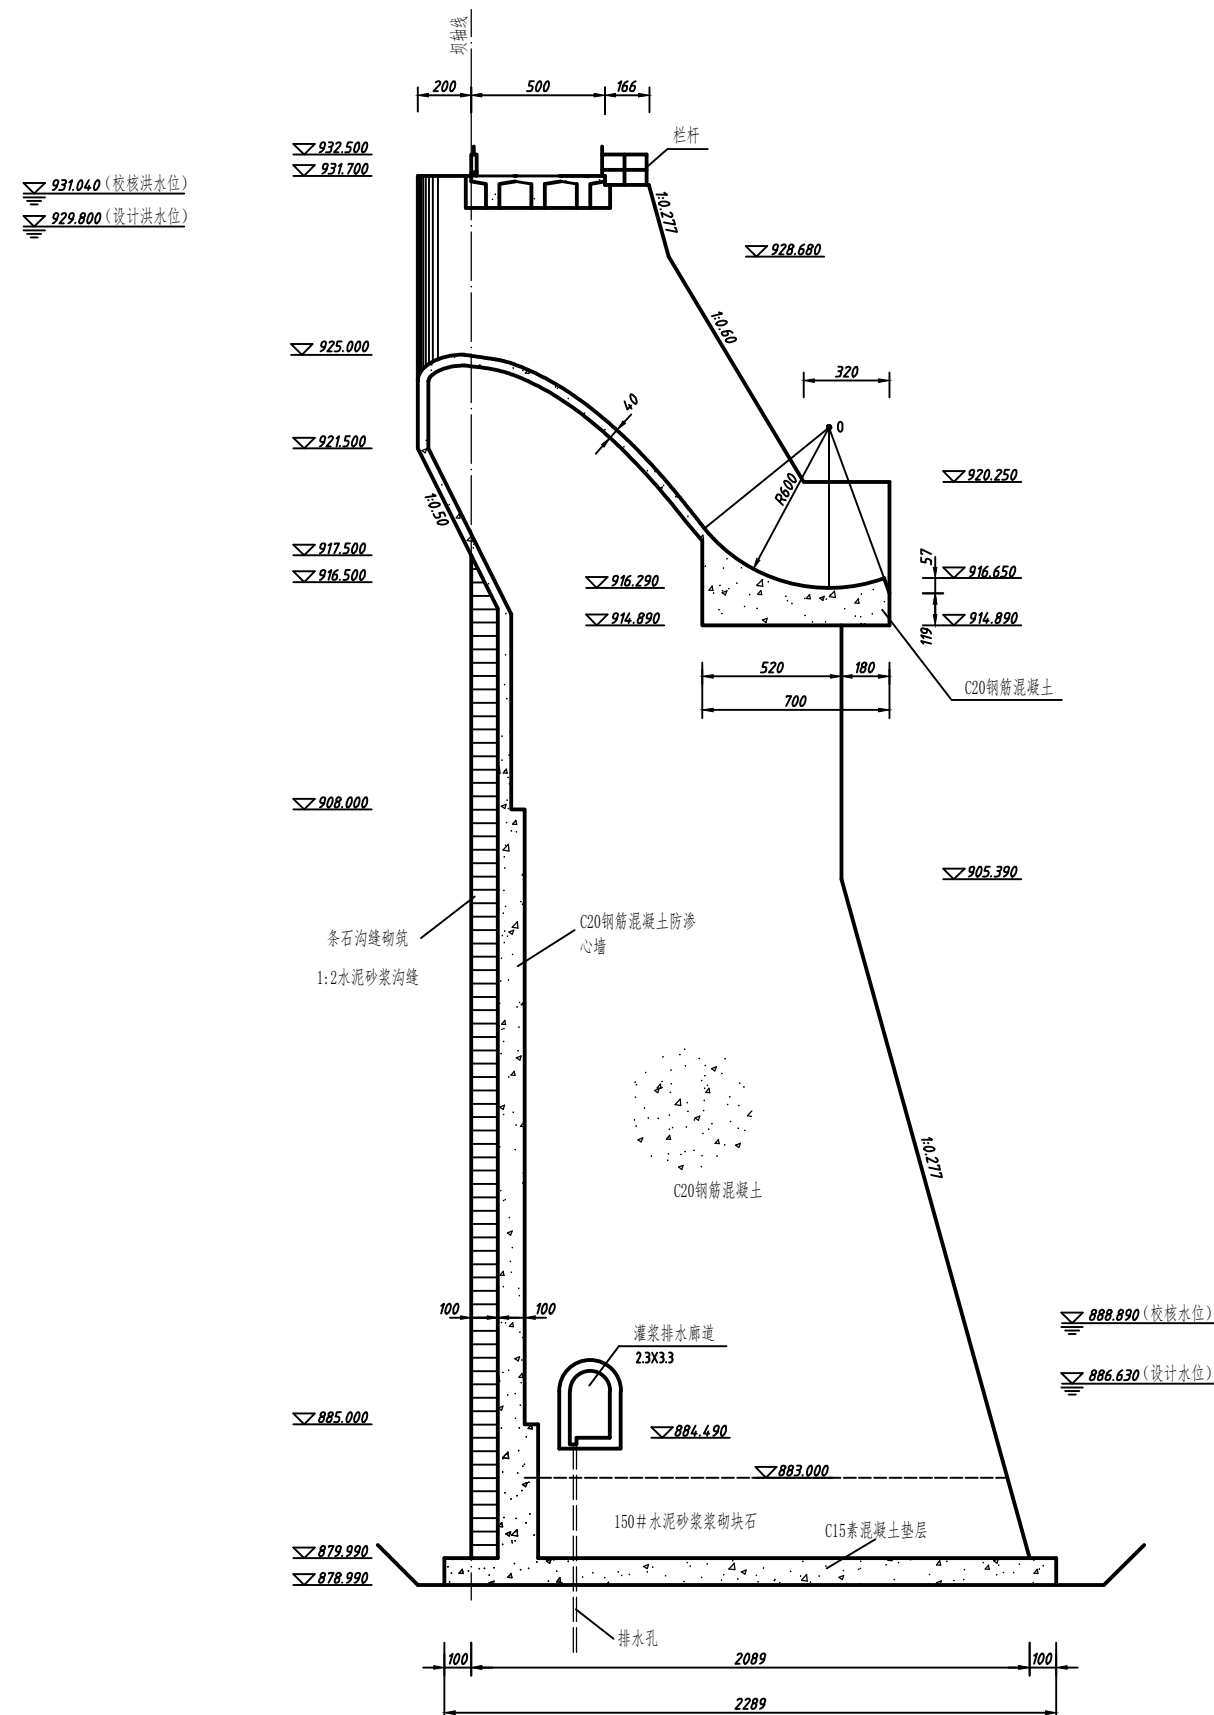 坝轴线
200
500
166
栏杆
932.500
931.700
931.040 (校核洪水位)
929.800 (设计洪水位)
1:0.277
928.680
1:0.60
925.000
320
40
O
921.500
920.250
R600
1:0.50
917.500
916.500
916.290
914.890
57
916.650
914.890
119
520
180
700
C20钢筋混凝土
908.000
905.390
条石沟缝砌筑
1:2水泥砂浆沟缝
C20钢筋混凝土防渗
心墙
C20钢筋混凝土
1:0.277
100
100
灌浆排水廊道
2.3X3.3
888.890 (校核水位)
886.630 (设计水位)
885.000
884.490
883.000
150#水泥砂浆浆砌块石
C15素混凝土垫层
879.990
878.990
排水孔
100
2089
100
2289